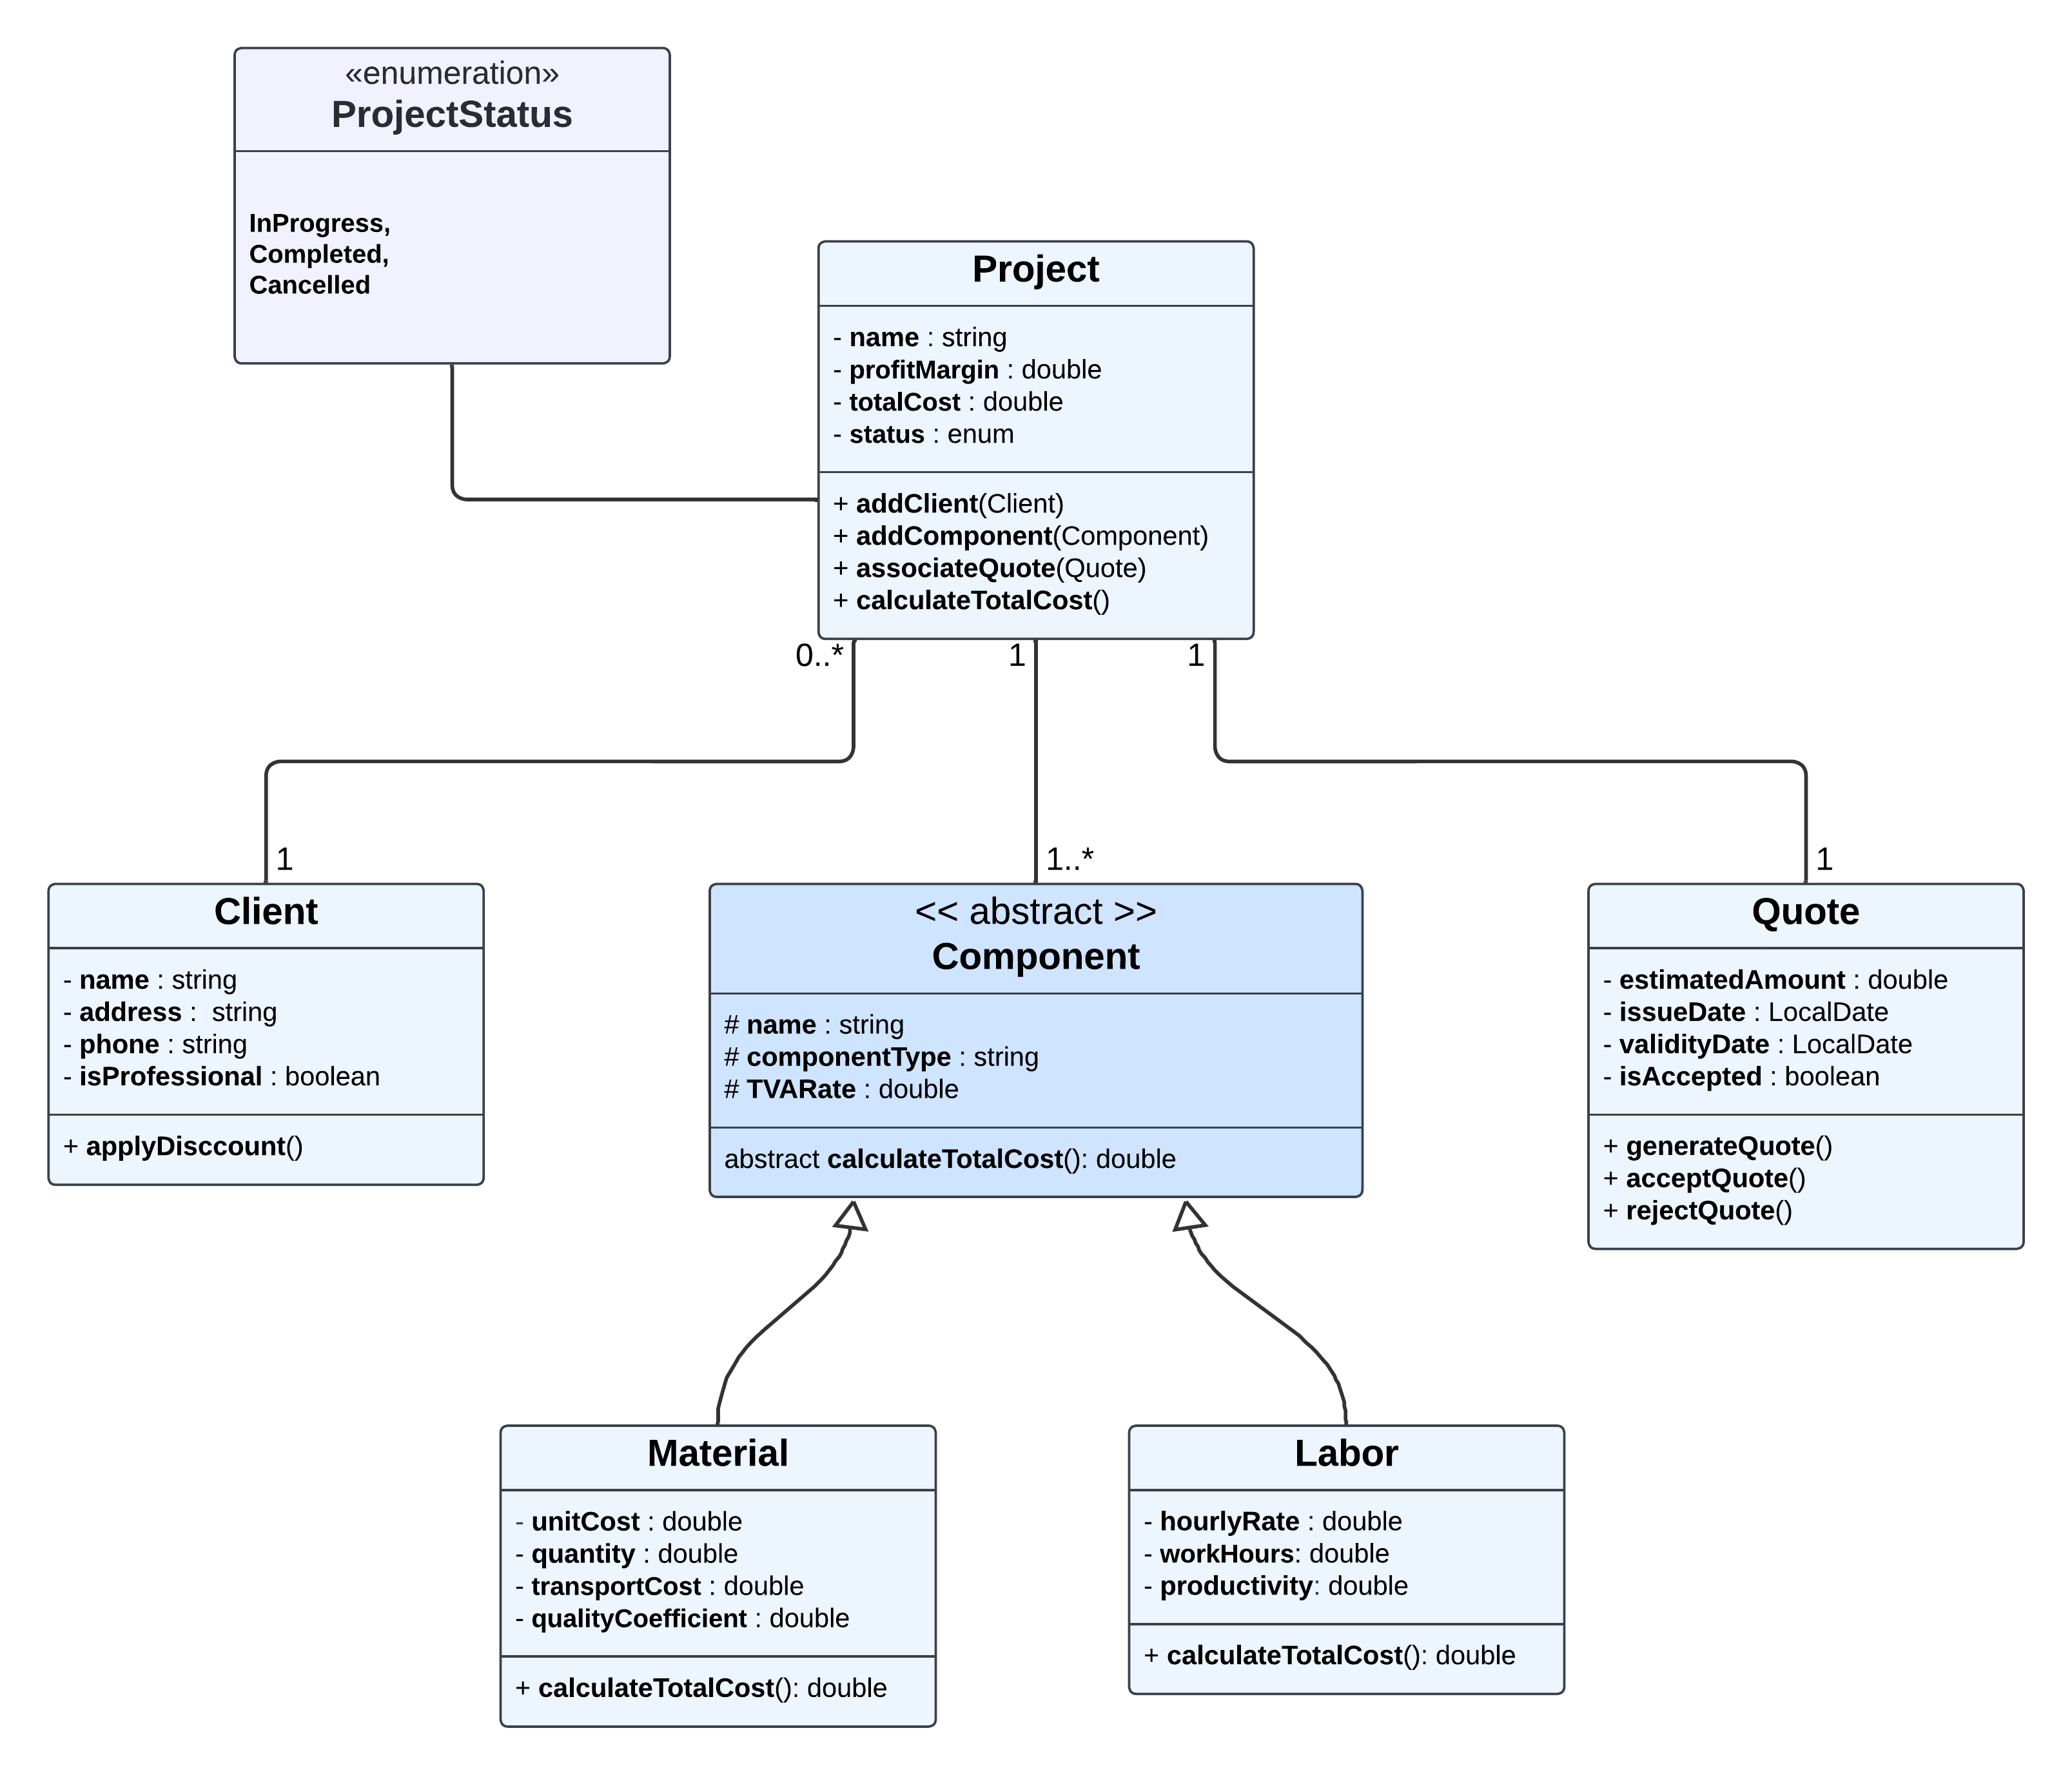 «enumeration»
ProjectStatus
InProgress,
Completed,
Cancelled
Project
- name : string
- profitMargin : double
- totalCost : double
- status : enum
+ addClient(Client)
+ addComponent(Component)
+ associateQuote(Quote)
+ calculateTotalCost()
0..*
1
1
1
1..*
1
Client
- name : string
- address :  string
- phone : string
- isProfessional : boolean
+ applyDisccount()
<< abstract >>
Component
# name : string
# componentType : string
# TVARate : double
abstract calculateTotalCost(): double
Quote
- estimatedAmount : double
- issueDate : LocalDate
- validityDate : LocalDate
- isAccepted : boolean
+ generateQuote()
+ acceptQuote()
+ rejectQuote()
Material
- unitCost : double
- quantity : double
- transportCost : double
- qualityCoefficient : double
+ calculateTotalCost(): double
Labor
- hourlyRate : double
- workHours: double
- productivity: double
+ calculateTotalCost(): double